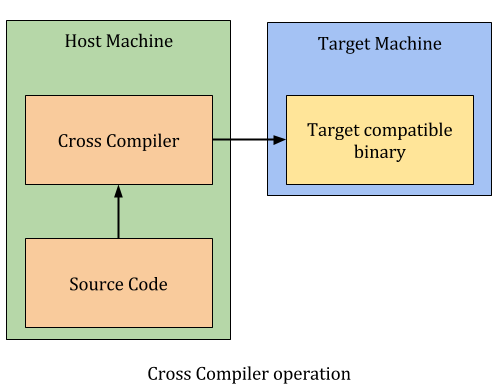 Host Machine
Target Machine
Cross Compiler
Target compatible
binary
Source Code
Cross Compiler operation